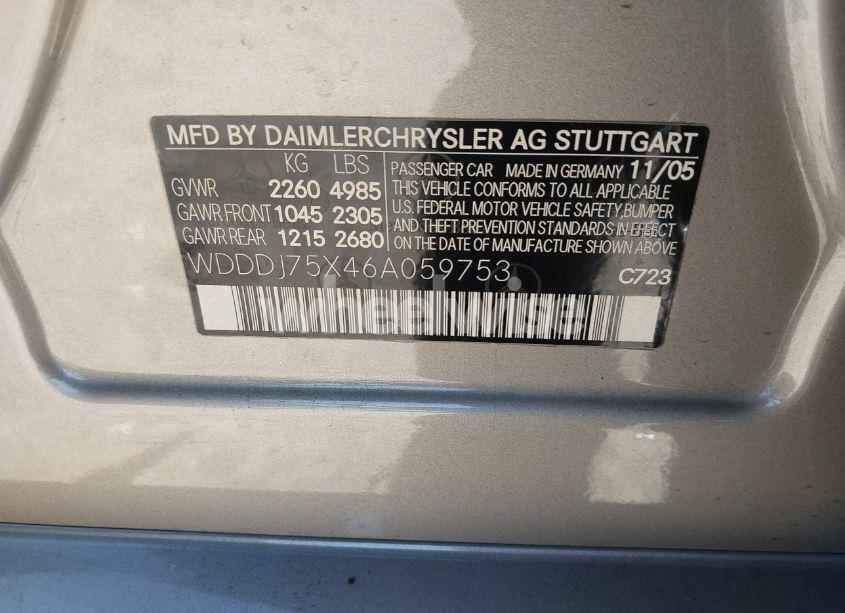 MFD BY DAIMLERCHRYSLER AG STUTTGART
KG LBS
GVWR 2260 4985
GAWR FRONT 1045 2305
GAWR REAR 1215 2680
PASSENGER CAR MADE IN GERMANY 11/05
THIS VEHICLE CONFORMS TO ALL APPLICABLE
U.S. FEDERAL MOTOR VEHICLE SAFETY,BUMPER
AND THEFT PREVENTION STANDARDS IN EFFECT
ON THE DATE OF MANUFACTURE SHOWN ABOVE
WDDDJ75X46A059753
C723
wheelwise